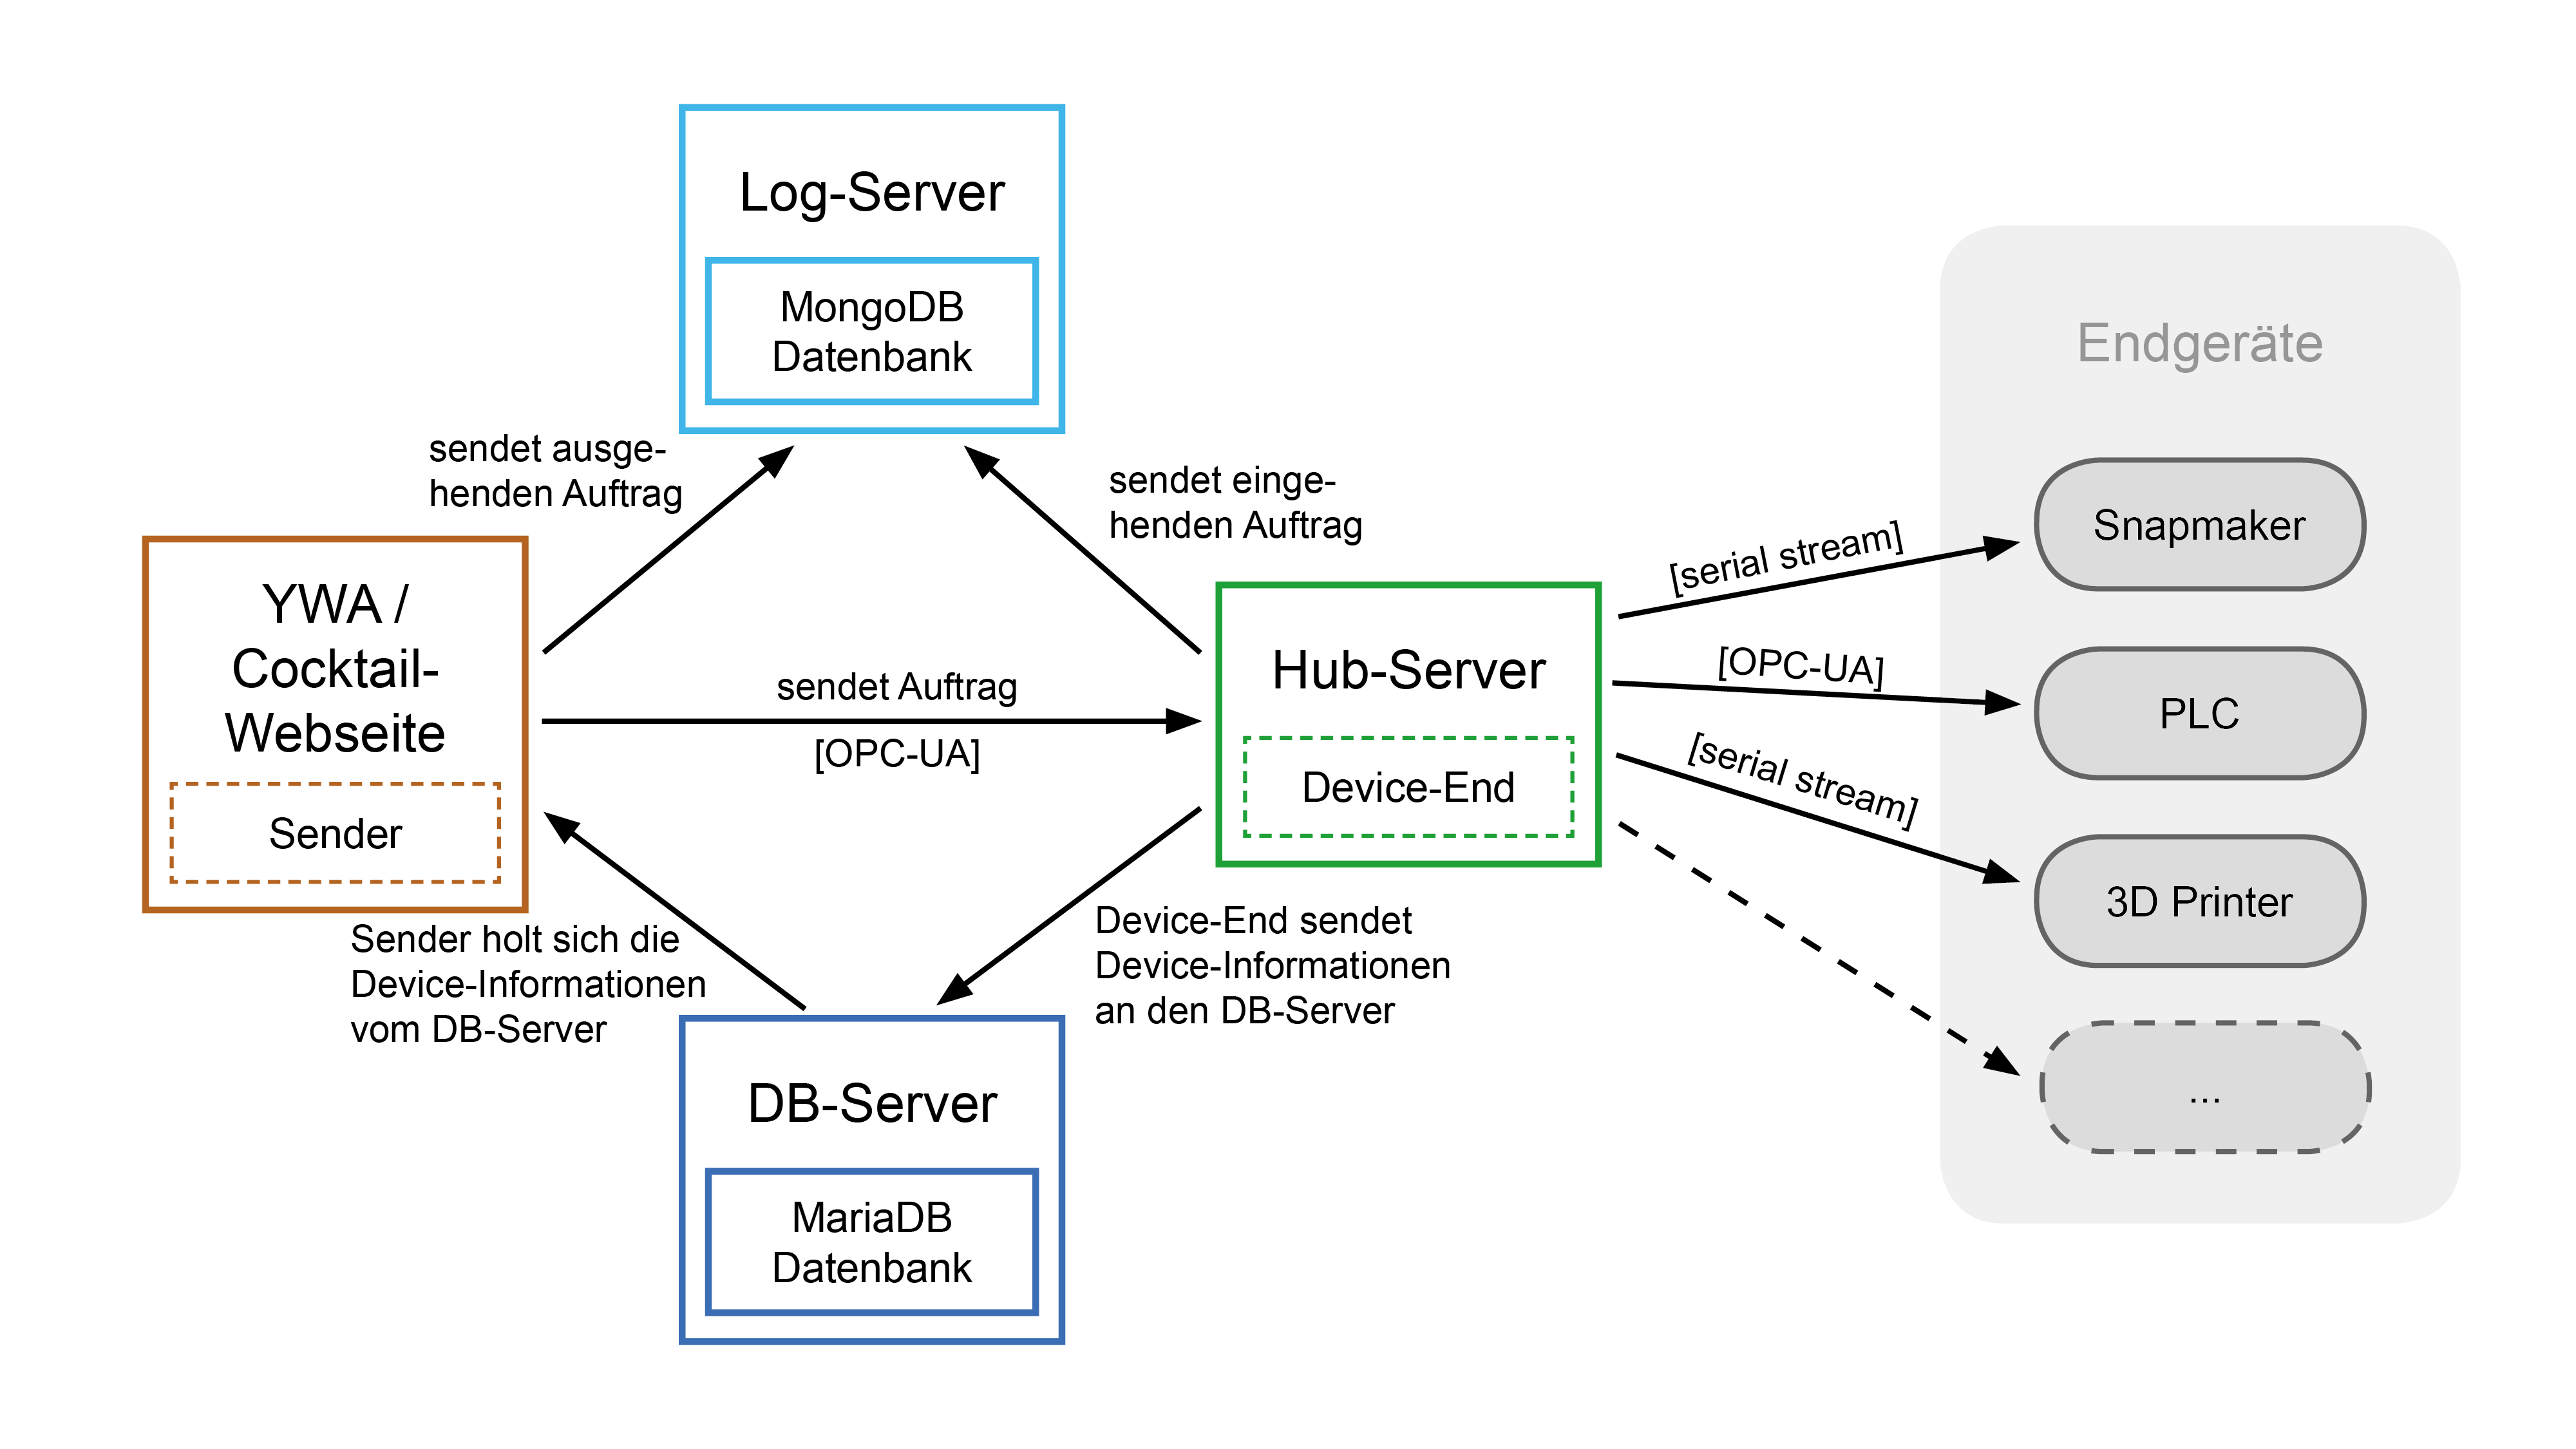 Log-Server
MongoDB
Datenbank
sendet ausge-
henden Auftrag
sendet einge-
henden Auftrag
YWA /
Cocktail-
Webseite
Sender
sendet Auftrag
[OPC-UA]
Hub-Server
Device-End
Sender holt sich die
Device-Informationen
vom DB-Server
Device-End sendet
Device-Informationen
an den DB-Server
DB-Server
MariaDB
Datenbank
[serial stream]
[OPC-UA]
[serial stream]
Endgeräte
Snapmaker
PLC
3D Printer
...